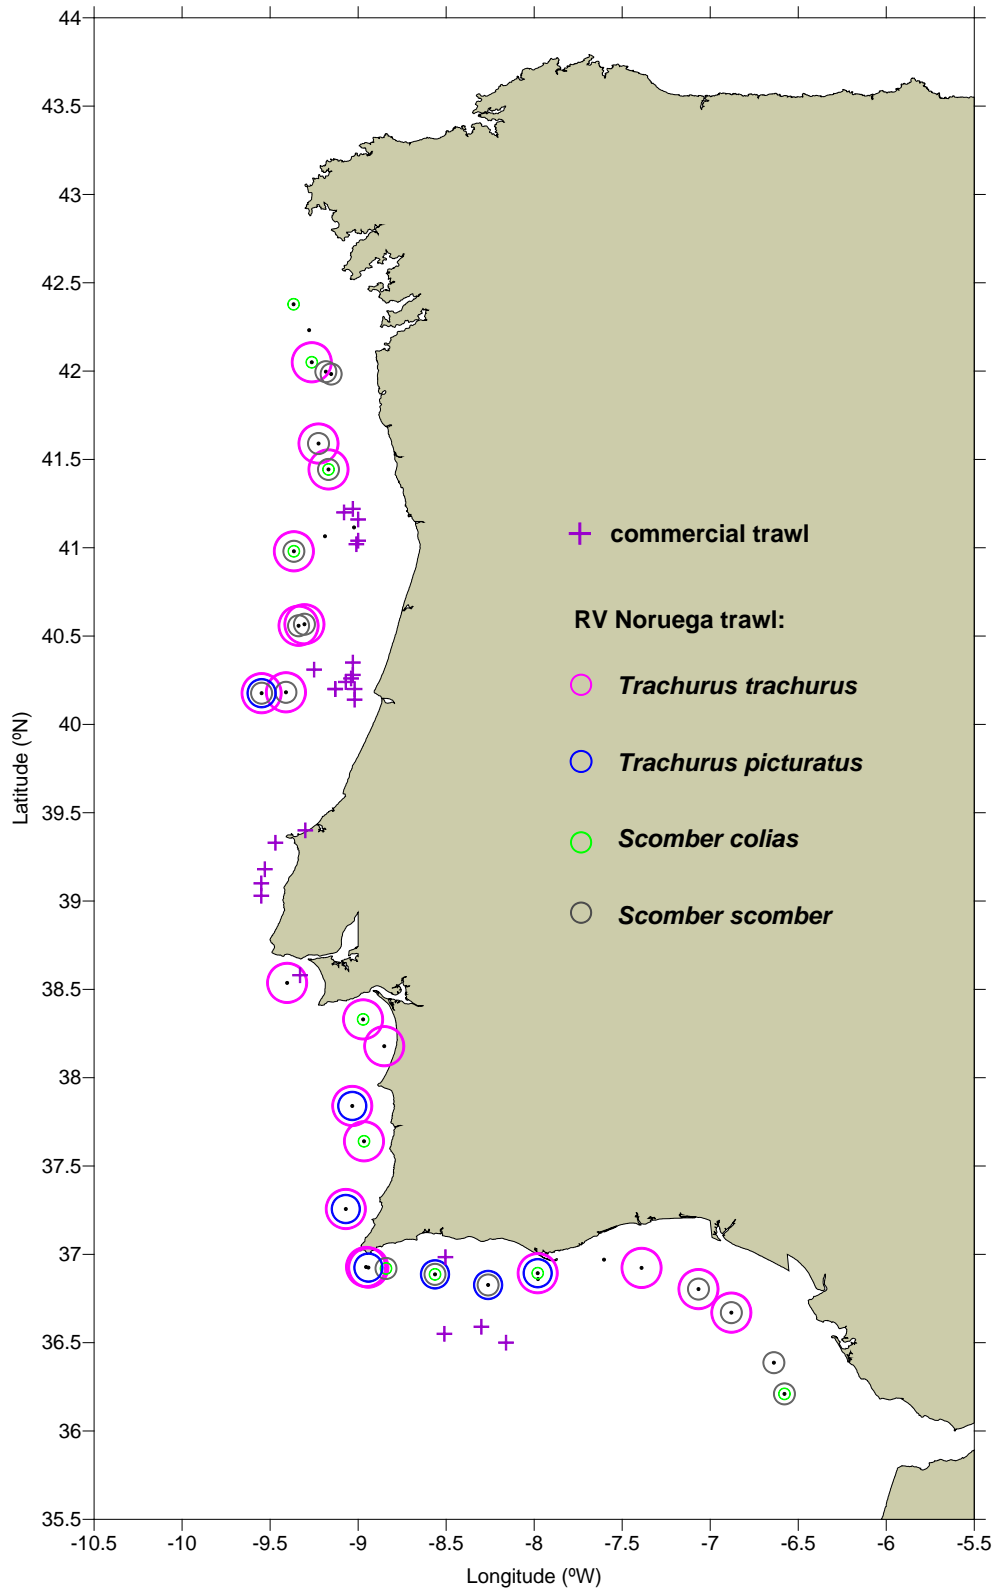 44
43.5
43
42.5
42
41.5
41
40.5
40
39.5
39
38.5
38
37.5
37
36.5
36
35.5
Latitude (ºN)
commercial trawl
RV Noruega trawl:
Trachurus trachurus
Trachurus picturatus
Scomber colias
Scomber scomber
-10.5 -10 -9.5 -9 -8.5 -8 -7.5 -7 -6.5 -6 -5.5
Longitude (ºW)